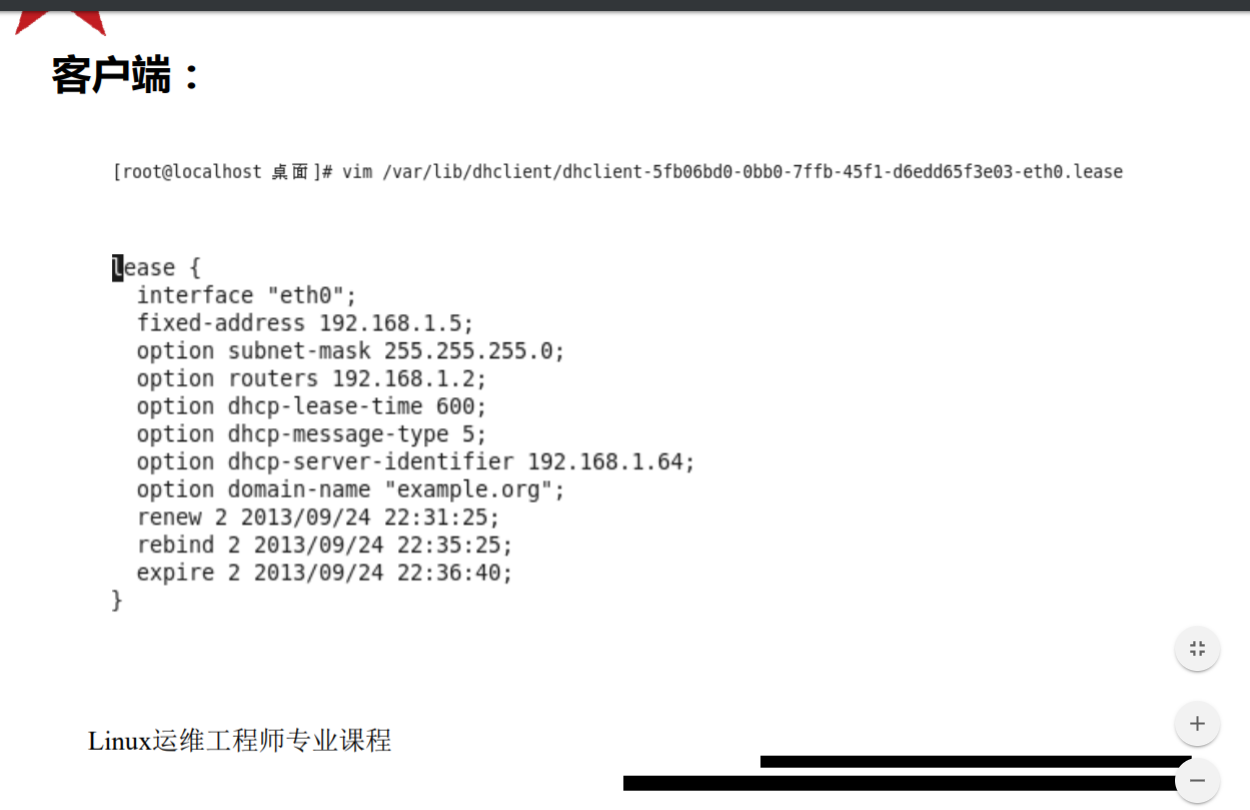 客户端：
[root@localhost 桌面]# vim /var/lib/dhclient/dhclient-5fb06bd0-0bb0-7ffb-45f1-d6edd65f3e03-eth0.lease
lease {
  interface "eth0";
  fixed-address 192.168.1.5;
  option subnet-mask 255.255.255.0;
  option routers 192.168.1.2;
  option dhcp-lease-time 600;
  option dhcp-message-type 5;
  option dhcp-server-identifier 192.168.1.64;
  option domain-name "example.org";
  renew 2 2013/09/24 22:31:25;
  rebind 2 2013/09/24 22:35:25;
  expire 2 2013/09/24 22:36:40;
}
Linux运维工程师专业课程